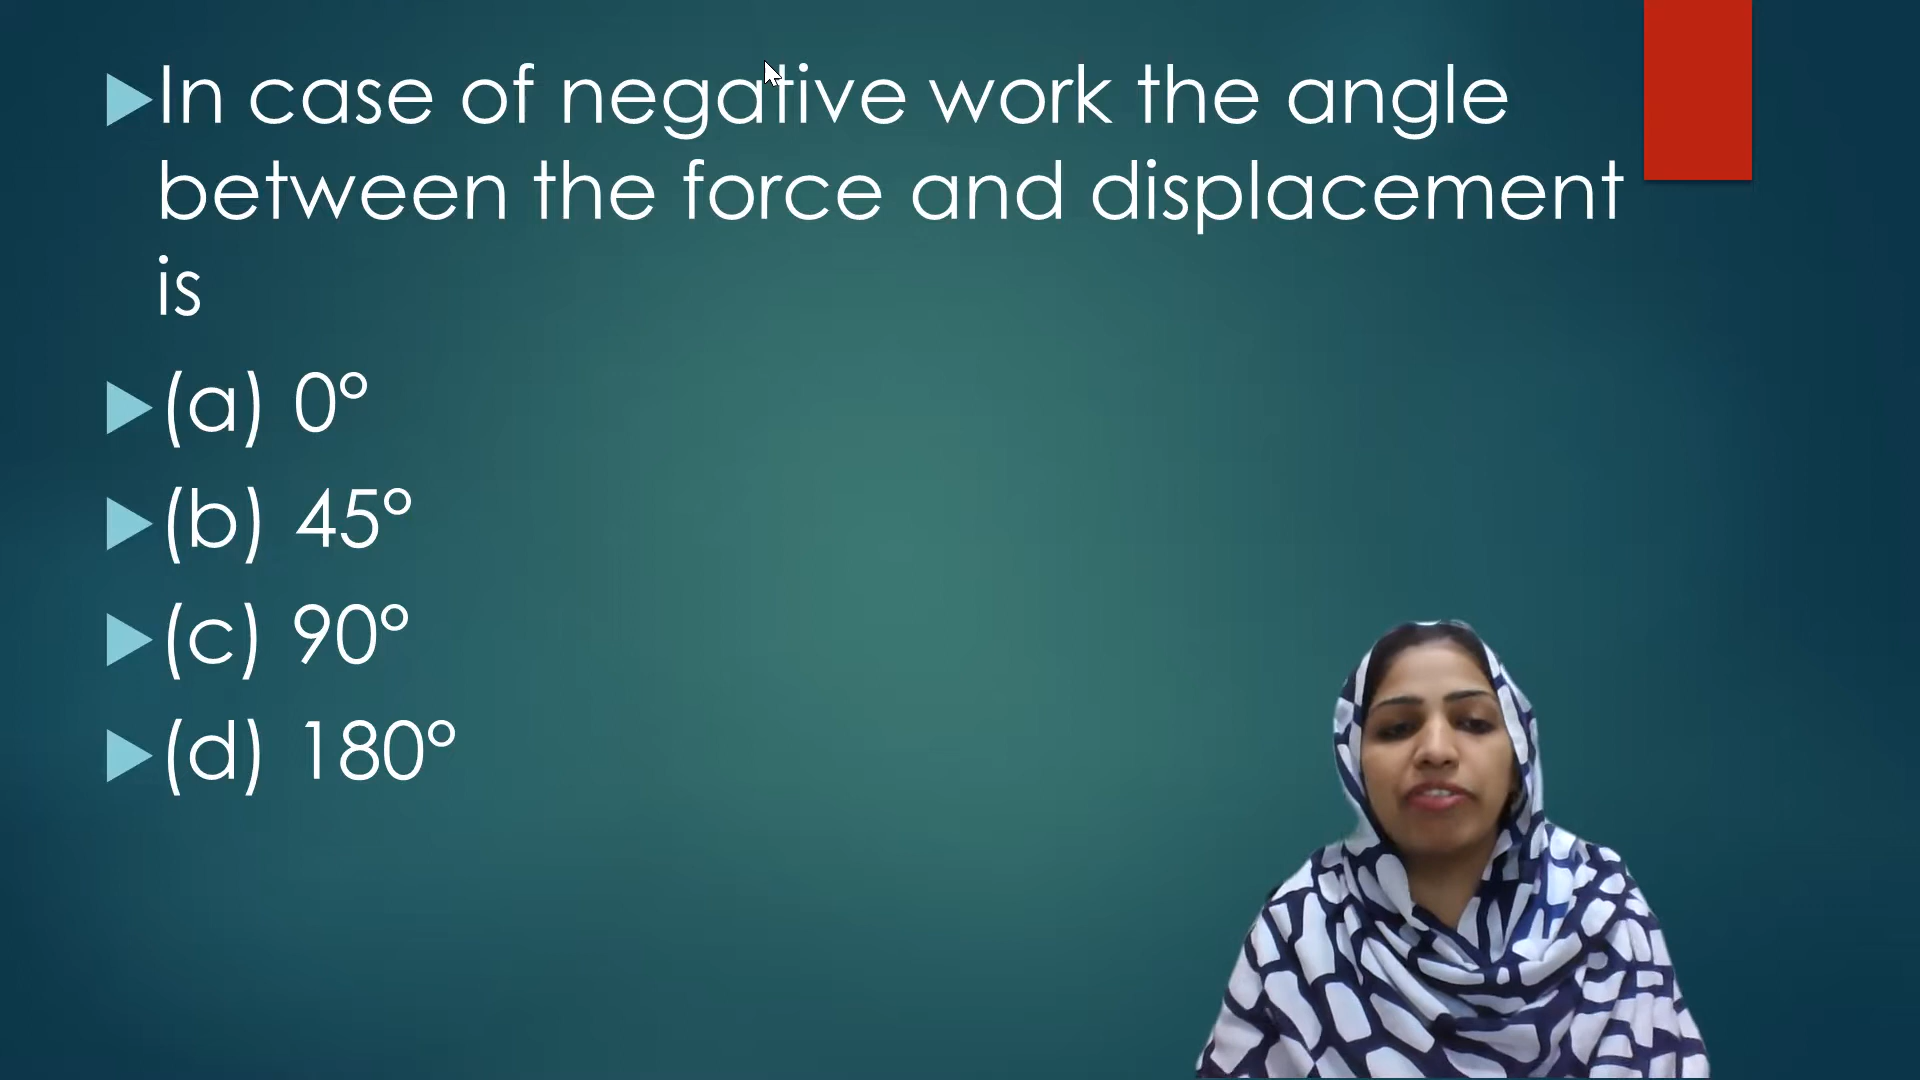 In case of negative work the angle
between the force and displacement
is
(a) 0°
(b) 45°
(c) 90°
(d) 180°